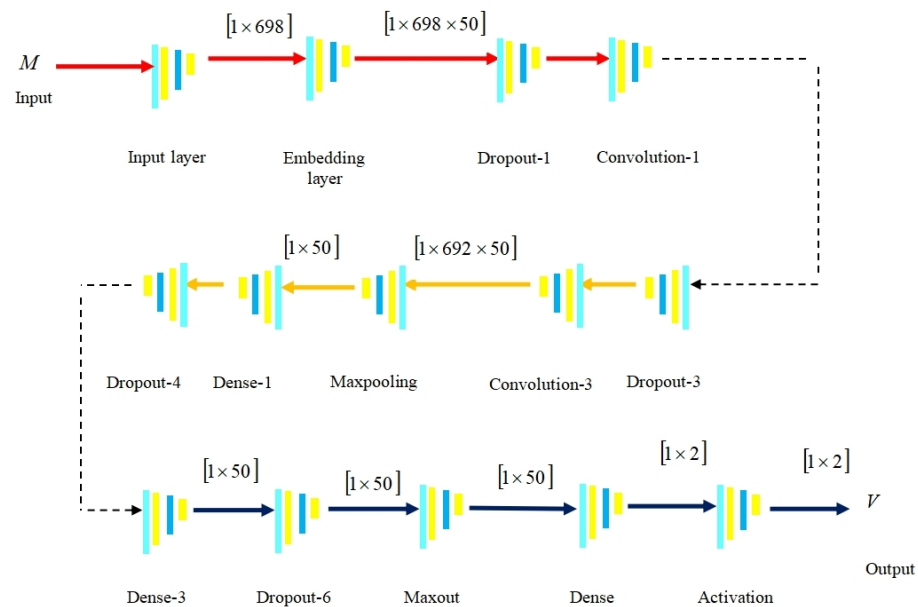 [1×698]
[1×698×50]
M
Input
Input layer
Embedding
layer
Dropout-1
Convolution-1
[1×50]
[1×692×50]
Dropout-4
Dense-1
Maxpooling
Convolution-3
Dropout-3
[1×50]
[1×50]
[1×50]
[1×2]
[1×2]
V
Output
Dense-3
Dropout-6
Maxout
Dense
Activation